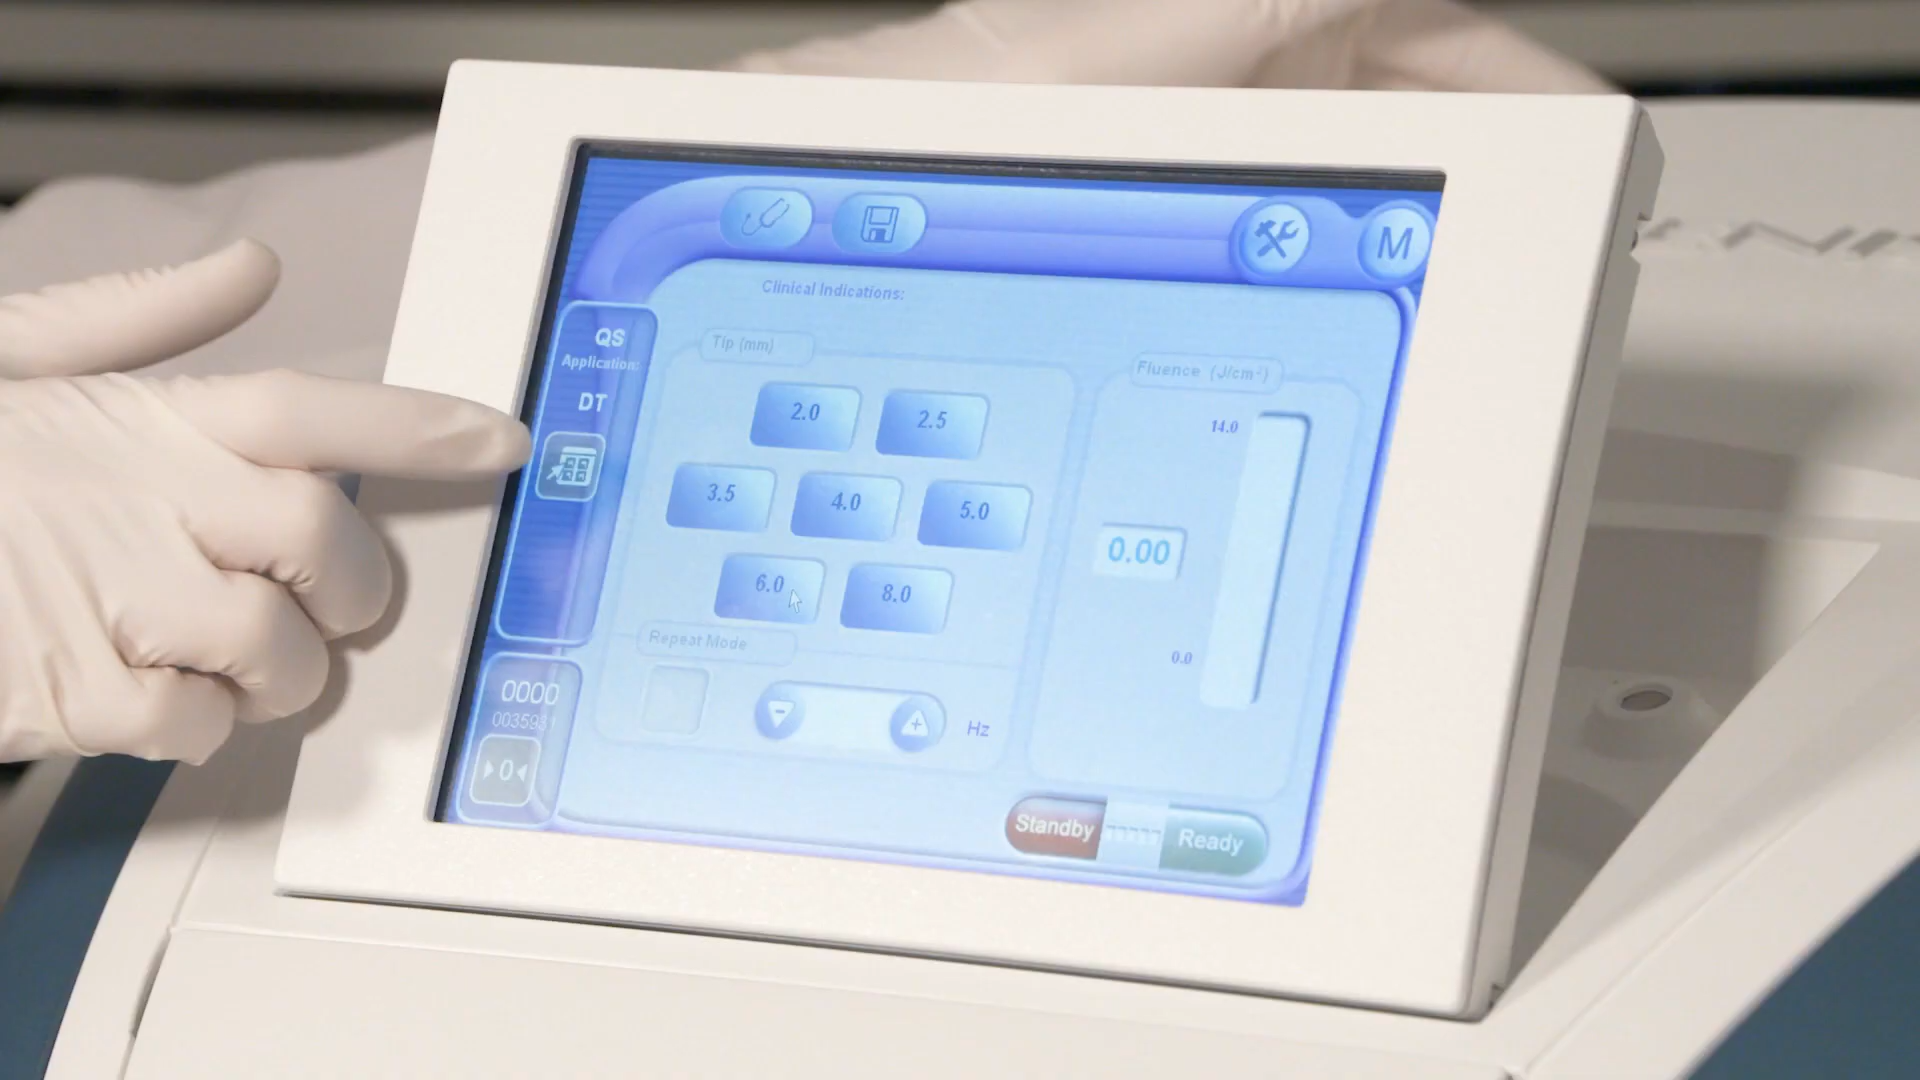 M
Clinical Indications:
QS
Application:
DT
Tip (mm)
2.0
2.5
3.5
4.0
5.0
6.0
8.0
Fluence (J/cm²)
14.0
0.00
0.0
Repeat Mode
Hz
0000
0
Standby
Ready